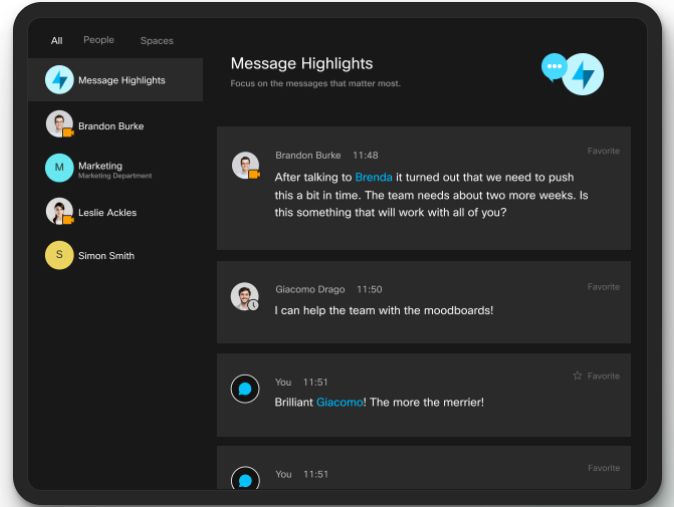 All People Spaces
Message Highlights
Brandon Burke
M Marketing
Marketing Department
Leslie Ackles
S Simon Smith
Message Highlights
Focus on the messages that matter most.
Brandon Burke 11:48 Favorite
After talking to Brenda it turned out that we need to push
this a bit in time. The team needs about two more weeks. Is
this something that will work with all of you?
Giacomo Drago 11:50 Favorite
I can help the team with the moodboards!
You 11:51 Favorite
Brilliant Giacomo! The more the merrier!
You 11:51 Favorite